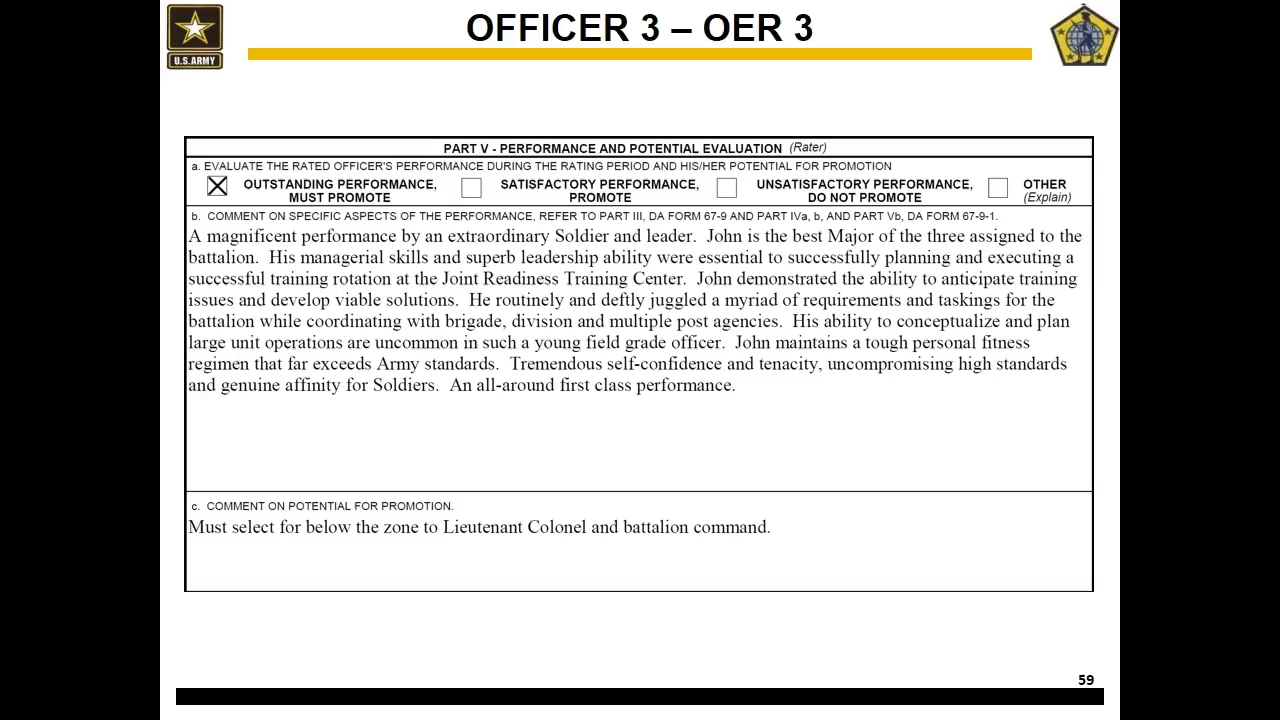 OFFICER 3 – OER 3
U.S.ARMY
PART V - PERFORMANCE AND POTENTIAL EVALUATION (Rater)
a. EVALUATE THE RATED OFFICER'S PERFORMANCE DURING THE RATING PERIOD AND HIS/HER POTENTIAL FOR PROMOTION
OUTSTANDING PERFORMANCE, MUST PROMOTE
SATISFACTORY PERFORMANCE, PROMOTE
UNSATISFACTORY PERFORMANCE, DO NOT PROMOTE
OTHER (Explain)
b. COMMENT ON SPECIFIC ASPECTS OF THE PERFORMANCE, REFER TO PART III, DA FORM 67-9 AND PART IVa, b, AND PART Vb, DA FORM 67-9-1.
A magnificent performance by an extraordinary Soldier and leader. John is the best Major of the three assigned to the
battalion. His managerial skills and superb leadership ability were essential to successfully planning and executing a
successful training rotation at the Joint Readiness Training Center. John demonstrated the ability to anticipate training
issues and develop viable solutions. He routinely and deftly juggled a myriad of requirements and taskings for the
battalion while coordinating with brigade, division and multiple post agencies. His ability to conceptualize and plan
large unit operations are uncommon in such a young field grade officer. John maintains a tough personal fitness
regimen that far exceeds Army standards. Tremendous self-confidence and tenacity, uncompromising high standards
and genuine affinity for Soldiers. An all-around first class performance.
c. COMMENT ON POTENTIAL FOR PROMOTION.
Must select for below the zone to Lieutenant Colonel and battalion command.
59